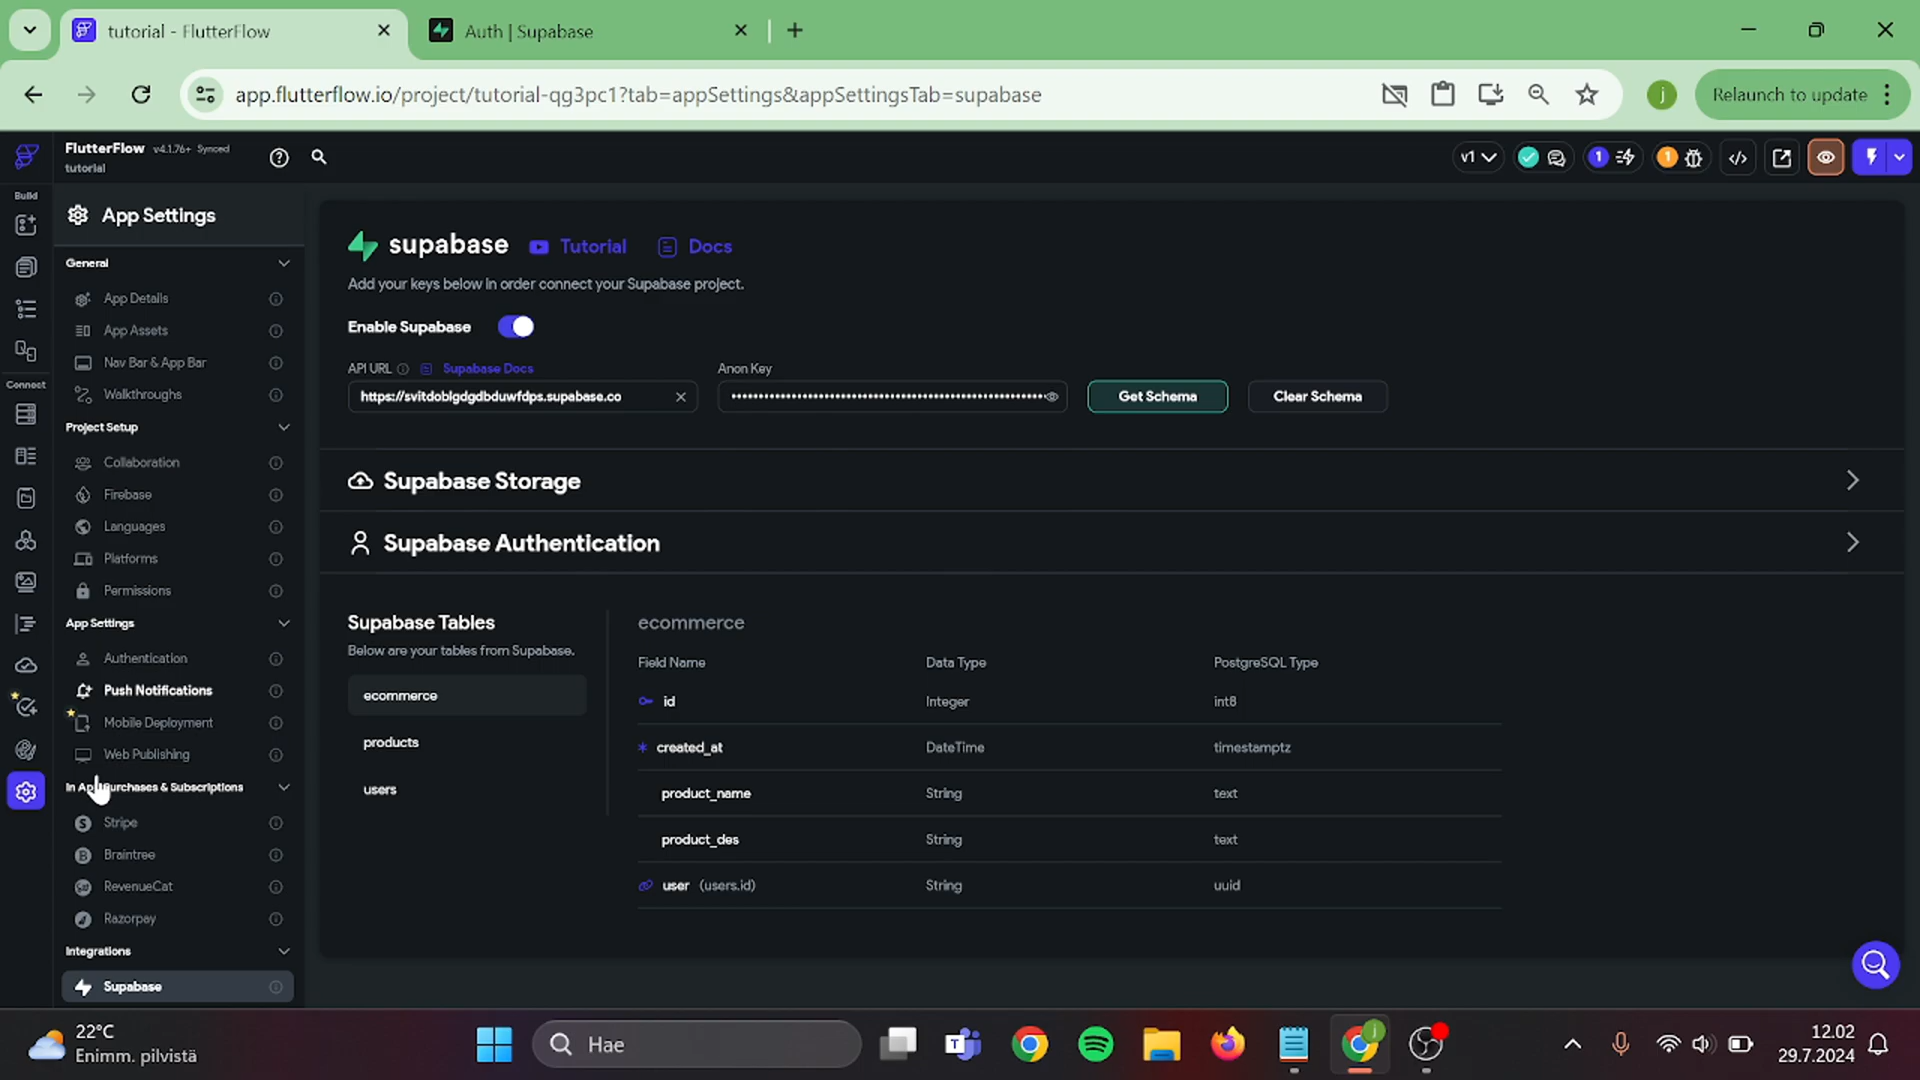 tutorial - FlutterFlow
Auth | Supabase
app.flutterflow.io/project/tutorial-qg3pc1?tab=appSettings&appSettingsTab=supabase
j
Relaunch to update
FlutterFlow v4.1.76+ Synced
tutorial
v1
1
1
Build
Connect
App Settings
General
App Details
App Assets
Nav Bar & App Bar
Walkthroughs
Project Setup
Collaboration
Firebase
Languages
Platforms
Permissions
App Settings
Authentication
Push Notifications
Mobile Deployment
Web Publishing
In App Purchases & Subscriptions
Stripe
Braintree
RevenueCat
Razorpay
Integrations
Supabase
supabase Tutorial Docs
Add your keys below in order connect your Supabase project.
Enable Supabase
API URL Supabase Docs
Anon Key
https://svitdoblgdgdbduwfdps.supabase.co
Get Schema
Clear Schema
Supabase Storage
Supabase Authentication
Supabase Tables
Below are your tables from Supabase.
ecommerce
products
users
ecommerce
Field Name Data Type PostgreSQL Type
id Integer int8
created_at DateTime timestamptz
product_name String text
product_des String text
user (users.id) String uuid
22°C
Enimm. pilvistä
Hae
12.02
29.7.2024